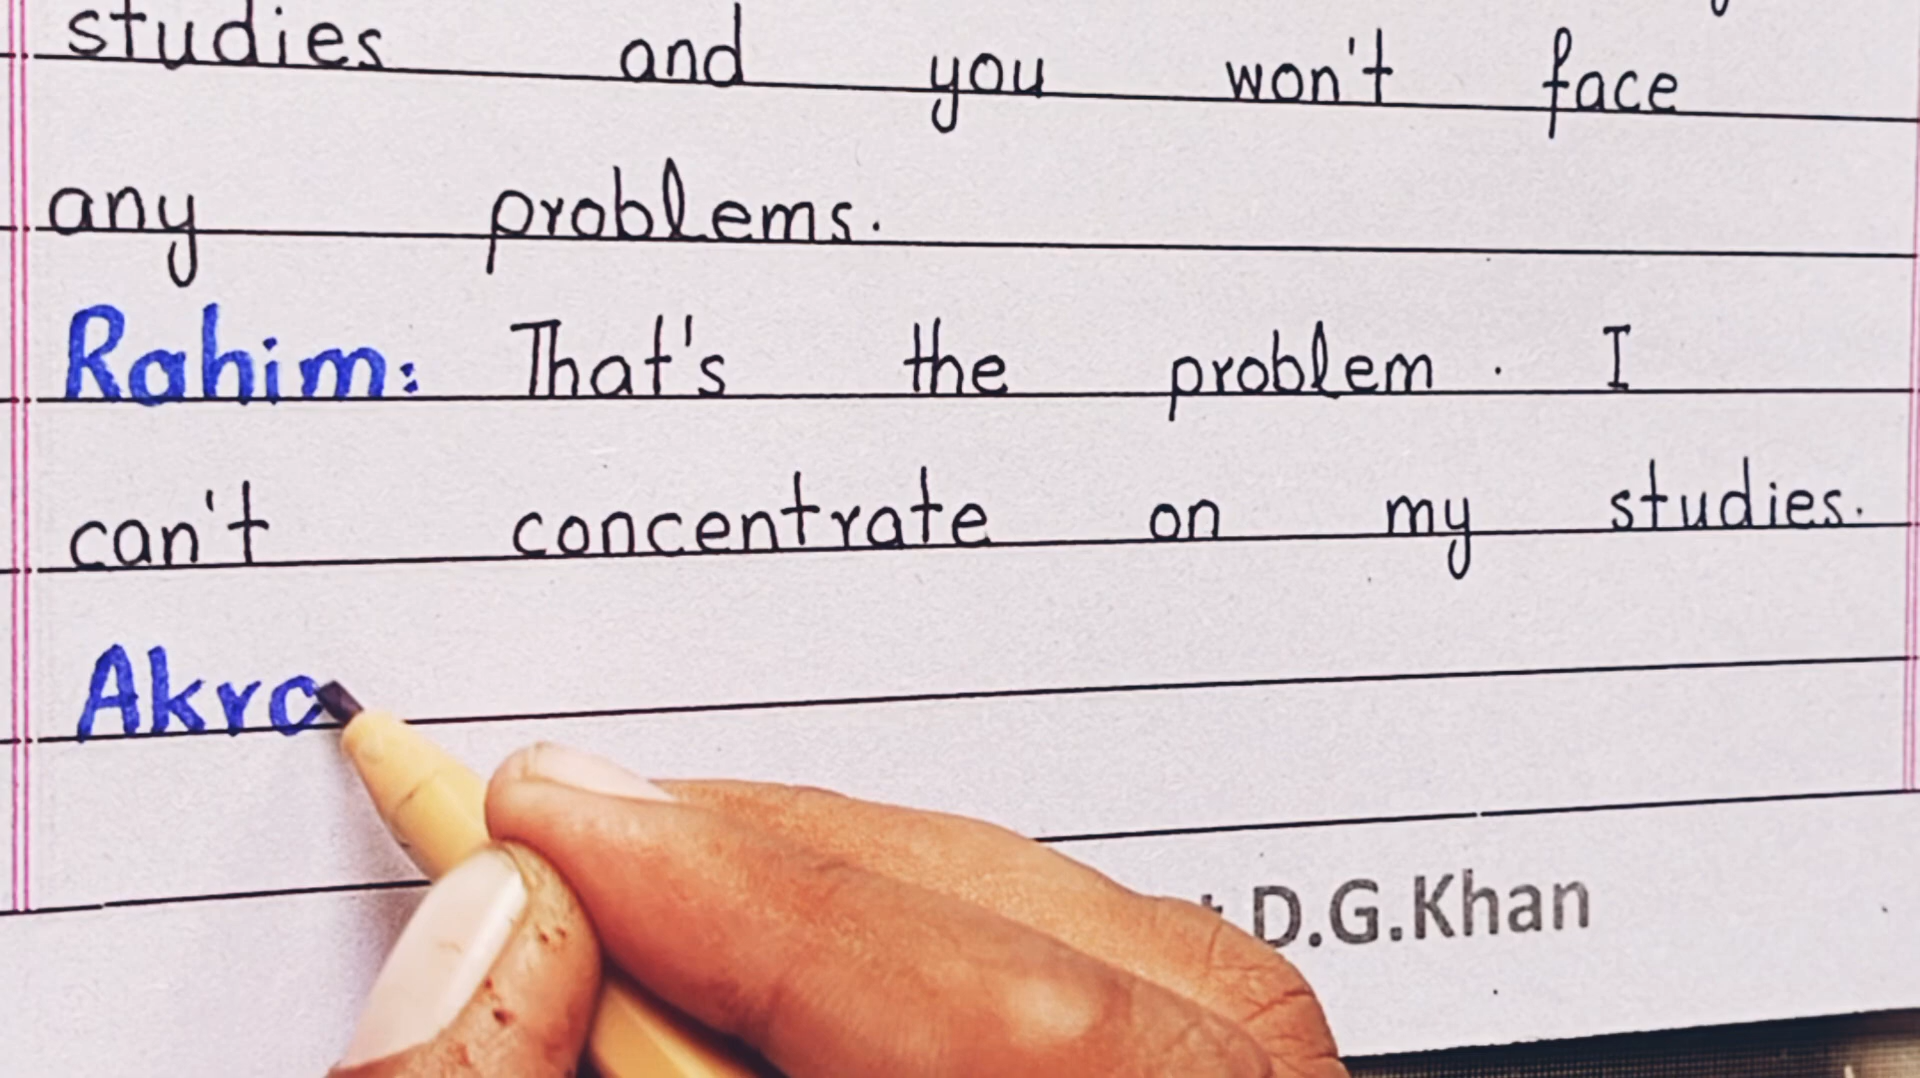 studies and you won't face
any problems.
Rahim: That's the problem. I
can't concentrate on my studies.
Akra
D.G.Khan